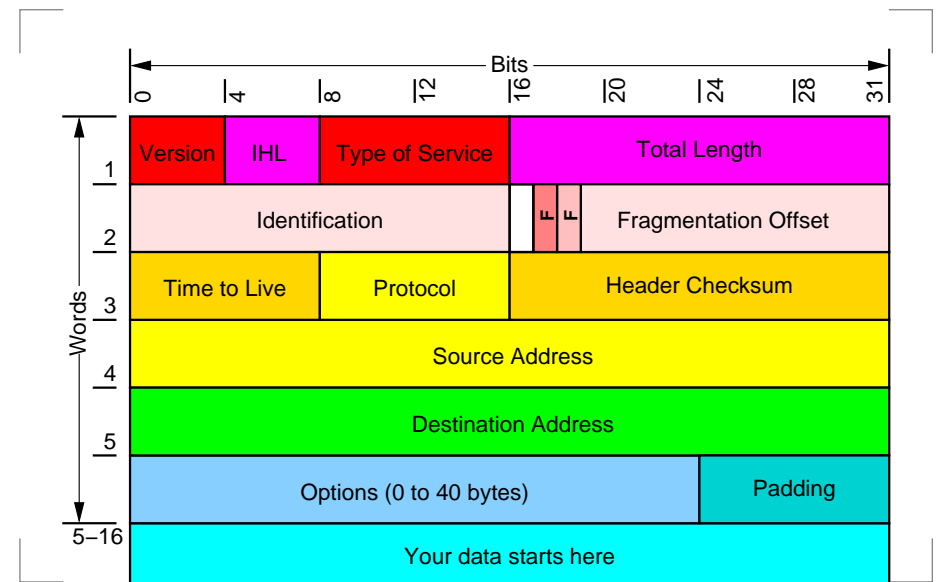 Bits
0 4 8 12 16 20 24 28 31
Version IHL Type of Service Total Length
1
Identification F F Fragmentation Offset
2
Time to Live Protocol Header Checksum
3
Words
Source Address
4
Destination Address
5
Options (0 to 40 bytes) Padding
5–16
Your data starts here